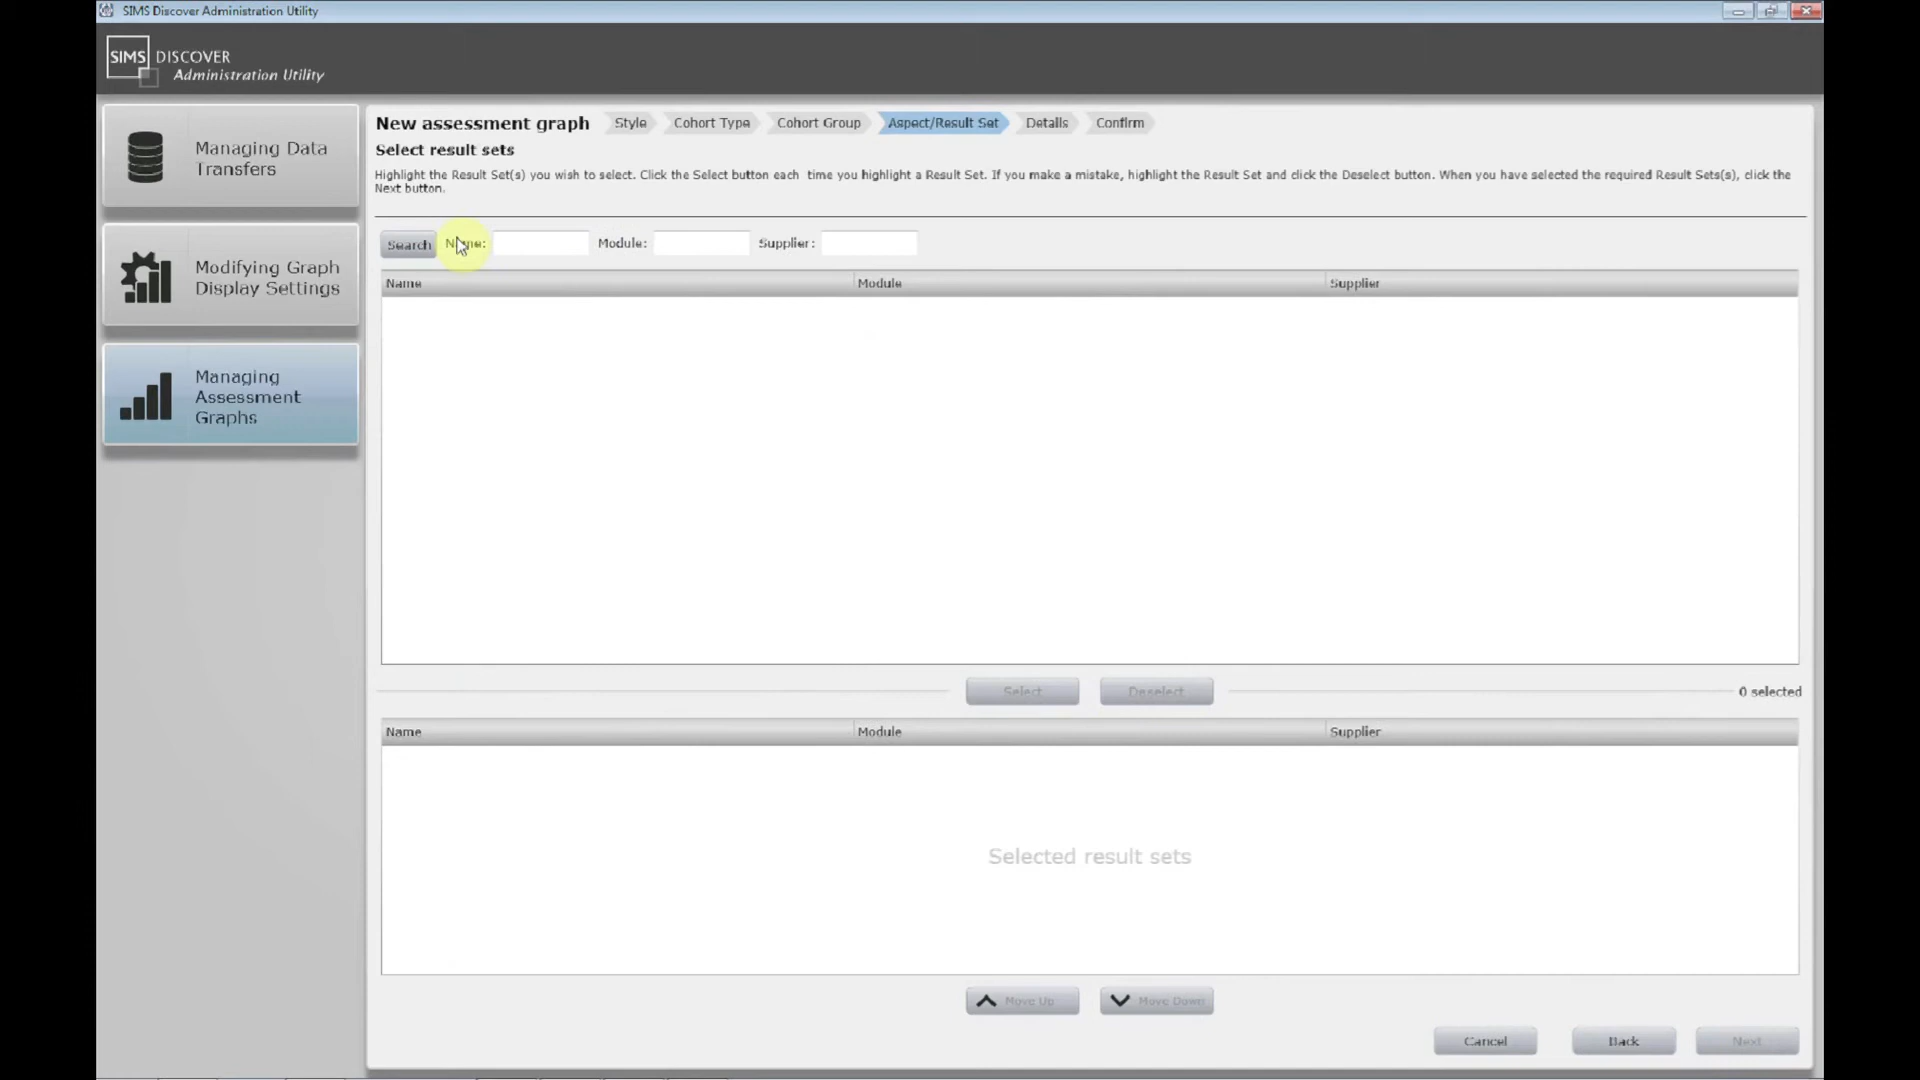 SIMS Discover Administration Utility
SIMS DISCOVER
Administration Utility
Managing Data
Transfers
Modifying Graph
Display Settings
Managing
Assessment
Graphs
New assessment graph Style Cohort Type Cohort Group Aspect/Result Set Details Confirm
Select result sets
Highlight the Result Set(s) you wish to select. Click the Select button each time you highlight a Result Set. If you make a mistake, highlight the Result Set and click the Deselect button. When you have selected the required Result Sets(s), click the
Next button.
Search Name: Module: Supplier:
Name Module Supplier
Select Deselect 0 selected
Name Module Supplier
Selected result sets
Move Up Move Down
Cancel Back Next